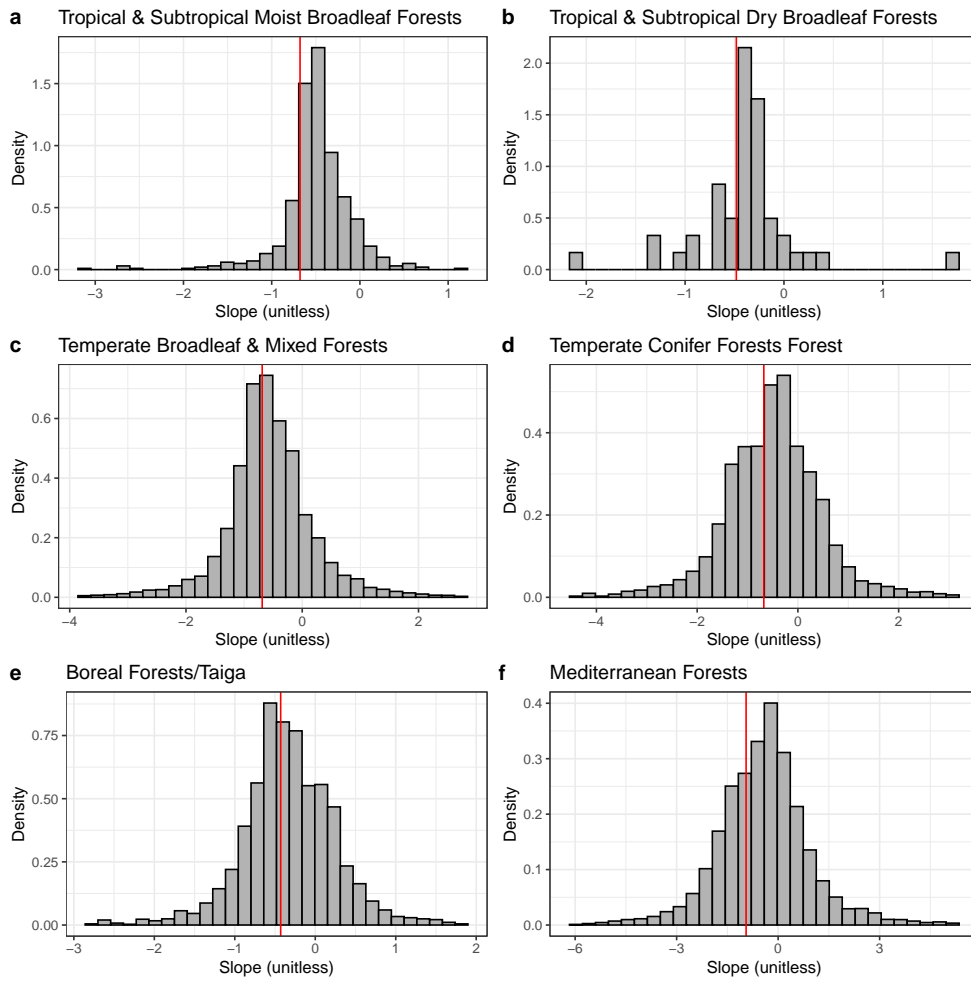 a Tropical & Subtropical Moist Broadleaf Forests
1.5
1.0
0.5
0.0
Density
−3 −2 −1 0 1
Slope (unitless)
b Tropical & Subtropical Dry Broadleaf Forests
2.0
1.5
1.0
0.5
0.0
Density
−2 −1 0 1
Slope (unitless)
c Temperate Broadleaf & Mixed Forests
0.6
0.4
0.2
0.0
Density
−4 −2 0 2
Slope (unitless)
d Temperate Conifer Forests Forest
0.4
0.2
0.0
Density
−4 −2 0 2
Slope (unitless)
e Boreal Forests/Taiga
0.75
0.50
0.25
0.00
Density
−3 −2 −1 0 1 2
Slope (unitless)
f Mediterranean Forests
0.4
0.3
0.2
0.1
0.0
Density
−6 −3 0 3
Slope (unitless)